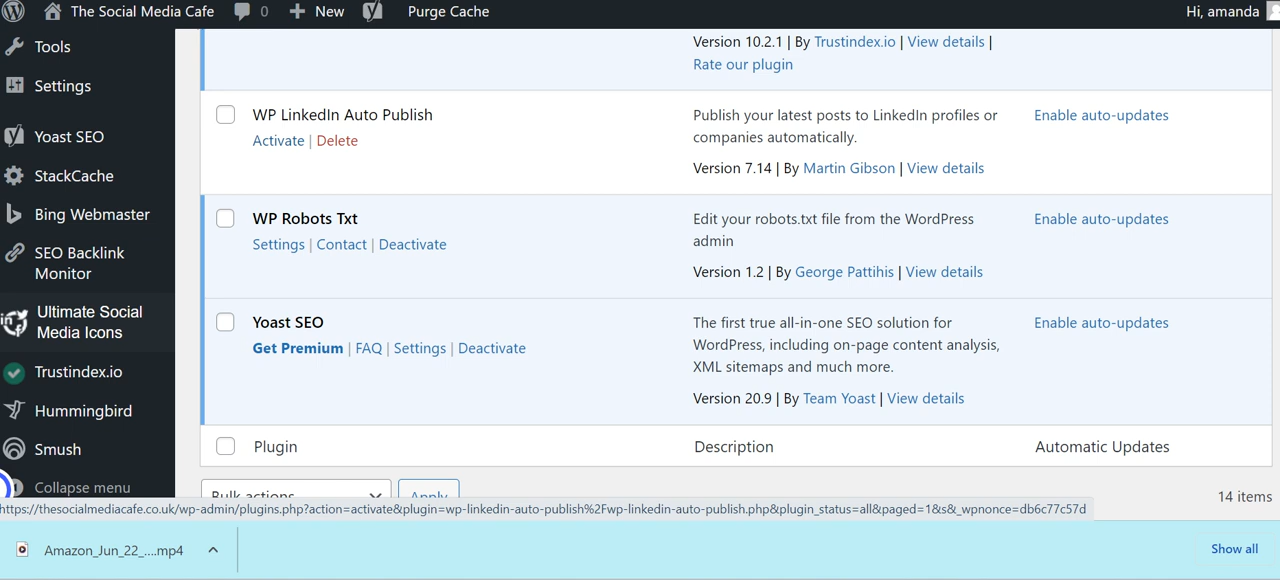 The Social Media Cafe 0 New Purge Cache Hi, amanda
Tools
Settings
Yoast SEO
StackCache
Bing Webmaster
SEO Backlink
Monitor
Ultimate Social
Media Icons
Trustindex.io
Hummingbird
Smush
Collapse menu
Version 10.2.1 | By Trustindex.io | View details |
Rate our plugin
WP LinkedIn Auto Publish
Activate | Delete
Publish your latest posts to LinkedIn profiles or
companies automatically.
Version 7.14 | By Martin Gibson | View details
Enable auto-updates
WP Robots Txt
Settings | Contact | Deactivate
Edit your robots.txt file from the WordPress
admin
Version 1.2 | By George Pattihis | View details
Enable auto-updates
Yoast SEO
Get Premium | FAQ | Settings | Deactivate
The first true all-in-one SEO solution for
WordPress, including on-page content analysis,
XML sitemaps and much more.
Version 20.9 | By Team Yoast | View details
Enable auto-updates
Plugin Description Automatic Updates
Bulk actions Apply 14 items
https://thesocialmediacafe.co.uk/wp-admin/plugins.php?action=activate&plugin=wp-linkedin-auto-publish%2Fwp-linkedin-auto-publish.php&plugin_status=all&paged=1&s&_wpnonce=db6c77c57d
Amazon_Jun_22_....mp4 Show all